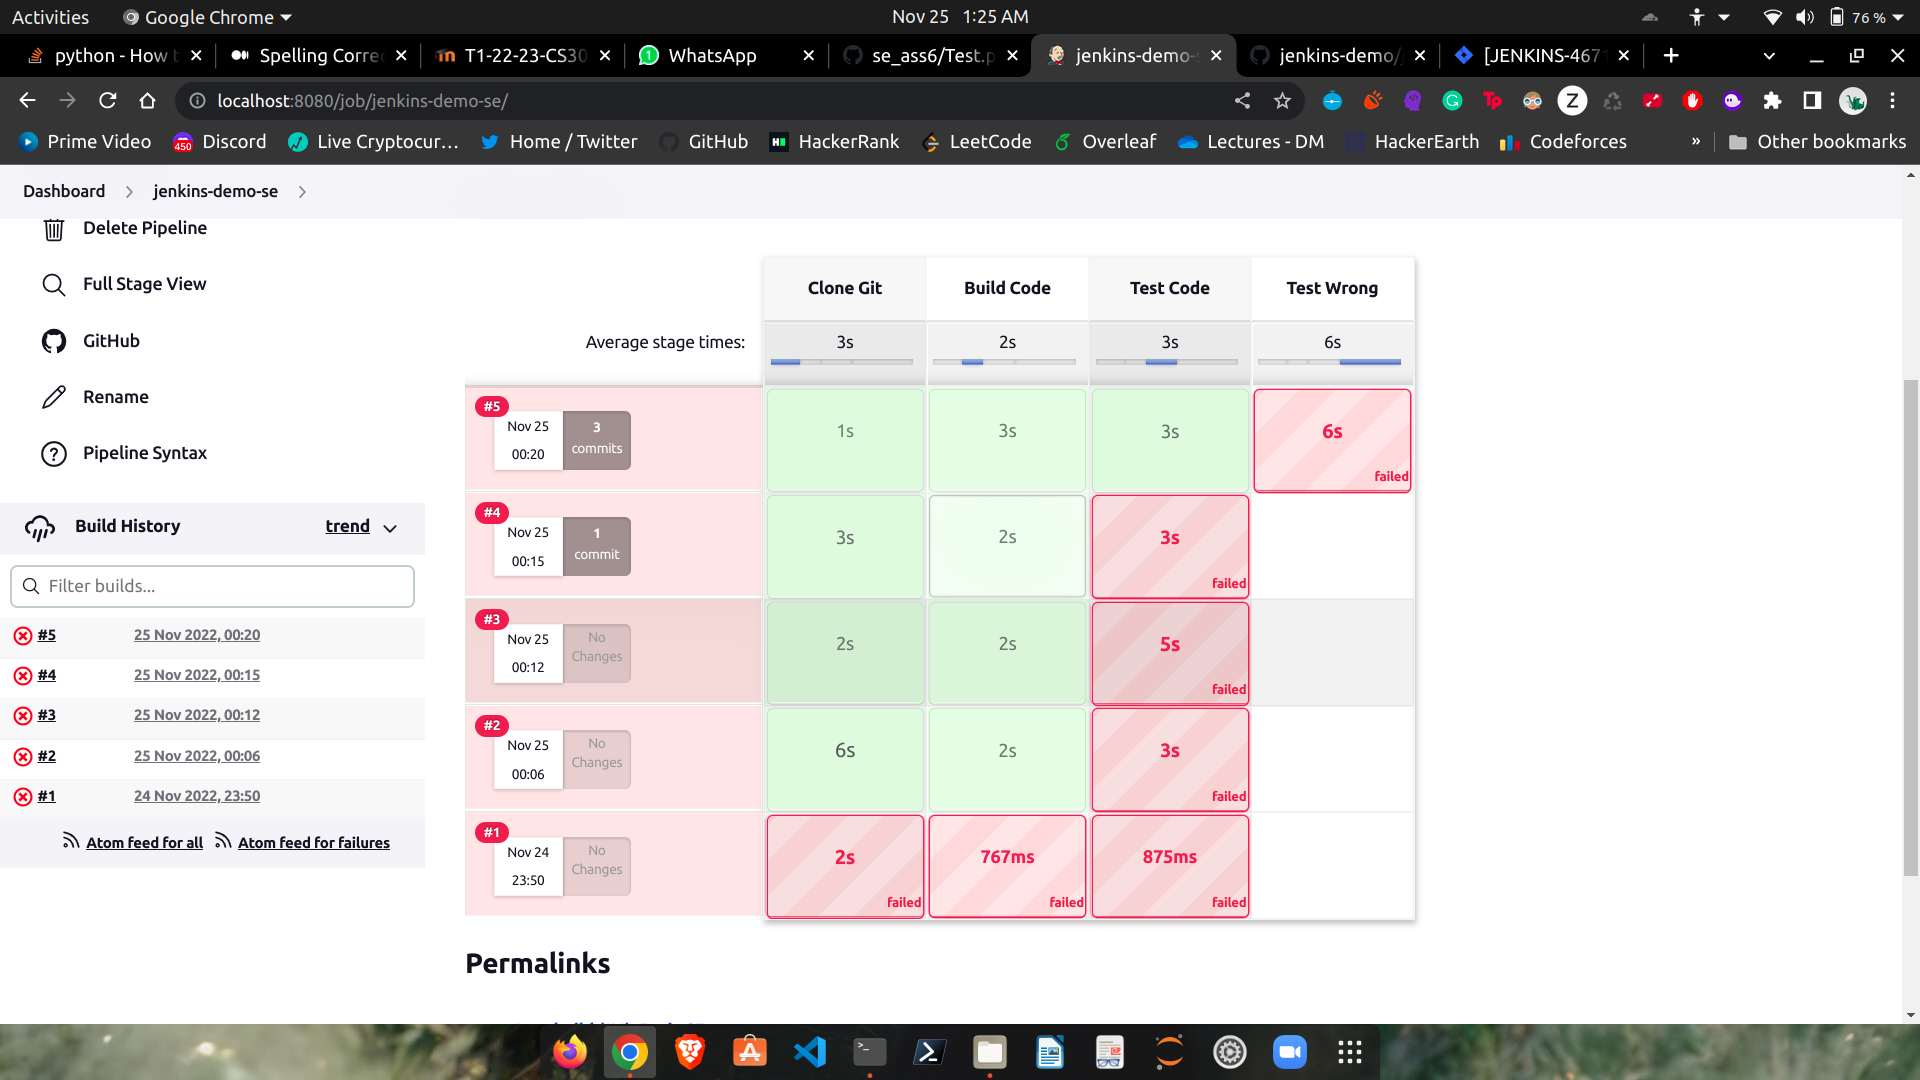 Activities
Google Chrome
Nov 25 1:25 AM
76 %
python - How t
Spelling Correc
T1-22-23-CS30
WhatsApp
se_ass6/Test.p
jenkins-demo-s
jenkins-demo/j
[JENKINS-4671
localhost:8080/job/jenkins-demo-se/
Prime Video
450
Discord
Live Cryptocur...
Home / Twitter
GitHub
HackerRank
LeetCode
Overleaf
Lectures - DM
HackerEarth
Codeforces
»
Other bookmarks
Dashboard
jenkins-demo-se
Delete Pipeline
Full Stage View
GitHub
Rename
Pipeline Syntax
Build History
trend
Filter builds...
#5 25 Nov 2022, 00:20
#4 25 Nov 2022, 00:15
#3 25 Nov 2022, 00:12
#2 25 Nov 2022, 00:06
#1 24 Nov 2022, 23:50
Atom feed for all
Atom feed for failures
Clone Git Build Code Test Code Test Wrong
Average stage times: 3s 2s 3s 6s
#5
Nov 25
00:20
3
commits
1s 3s 3s 6s
failed
#4
Nov 25
00:15
1
commit
3s 2s 3s
failed
#3
Nov 25
00:12
No
Changes
2s 2s 5s
failed
#2
Nov 25
00:06
No
Changes
6s 2s 3s
failed
#1
Nov 24
23:50
No
Changes
2s 767ms 875ms
failed failed failed
Permalinks